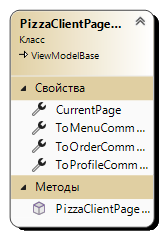 PizzaClientPage...
Класс
ViewModelBase
Свойства
CurrentPage
ToMenuComm...
ToOrderComm...
ToProfileComm...
Методы
PizzaClientPage...